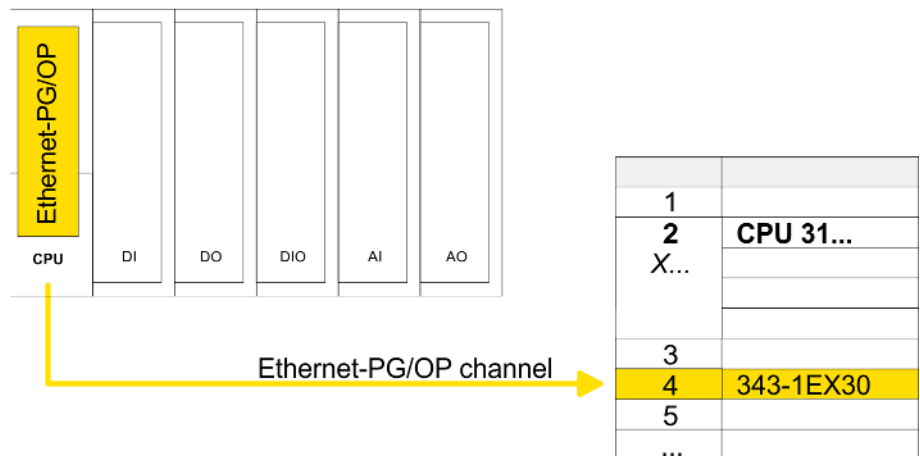 Ethernet-PG/OP
CPU
DI
DO
DIO
AI
AO
Ethernet-PG/OP channel
1
2 CPU 31...
X...
3
4 343-1EX30
5
...